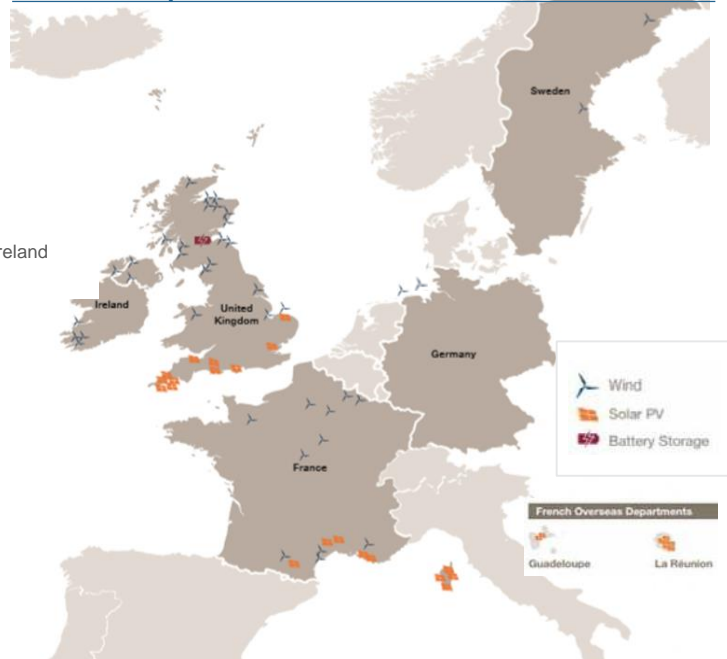 Sweden
reland
Ireland
United
Kingdom
Germany
France
Wind
Solar PV
Battery Storage
French Overseas Departments
Guadeloupe
La Réunion